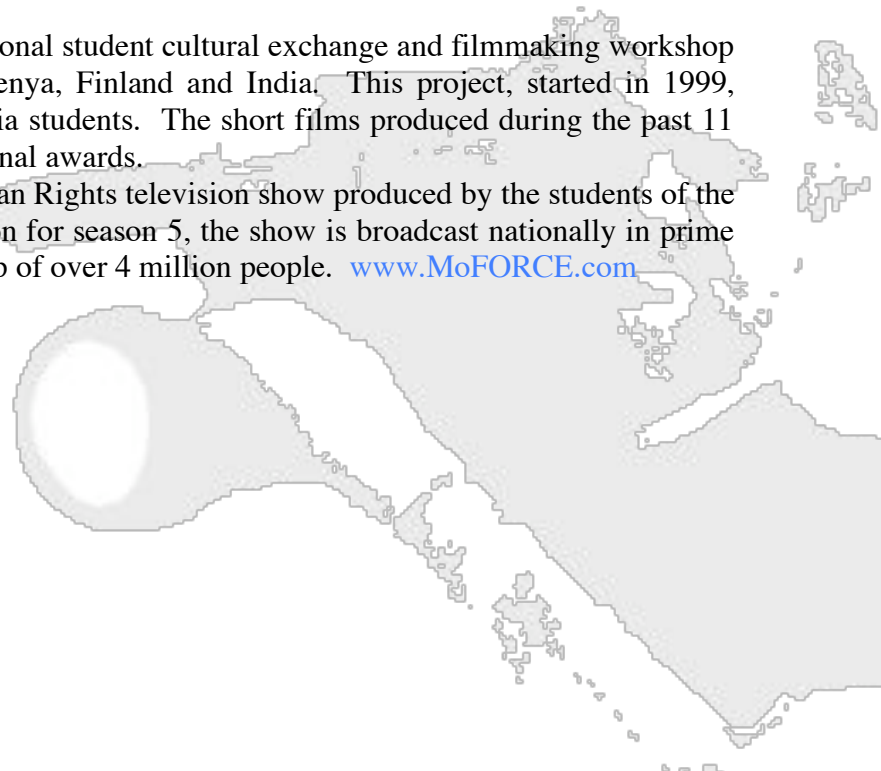 onal student cultural exchange and filmmaking workshop
enya, Finland and India. This project, started in 1999,
ia students. The short films produced during the past 11
nal awards.
an Rights television show produced by the students of the
on for season 5, the show is broadcast nationally in prime
p of over 4 million people. www.MoFORCE.com